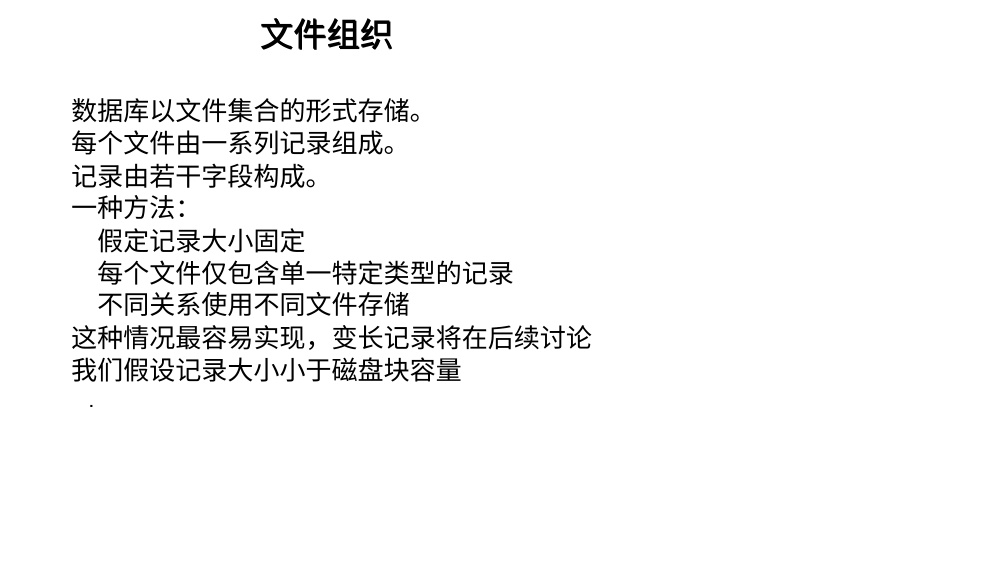 文件组织
数据库以文件集合的形式存储。
每个文件由一系列记录组成。
记录由若干字段构成。
一种方法：
假定记录大小固定
每个文件仅包含单一特定类型的记录
不同关系使用不同文件存储
这种情况最容易实现，变长记录将在后续讨论
我们假设记录大小小于磁盘块容量
.